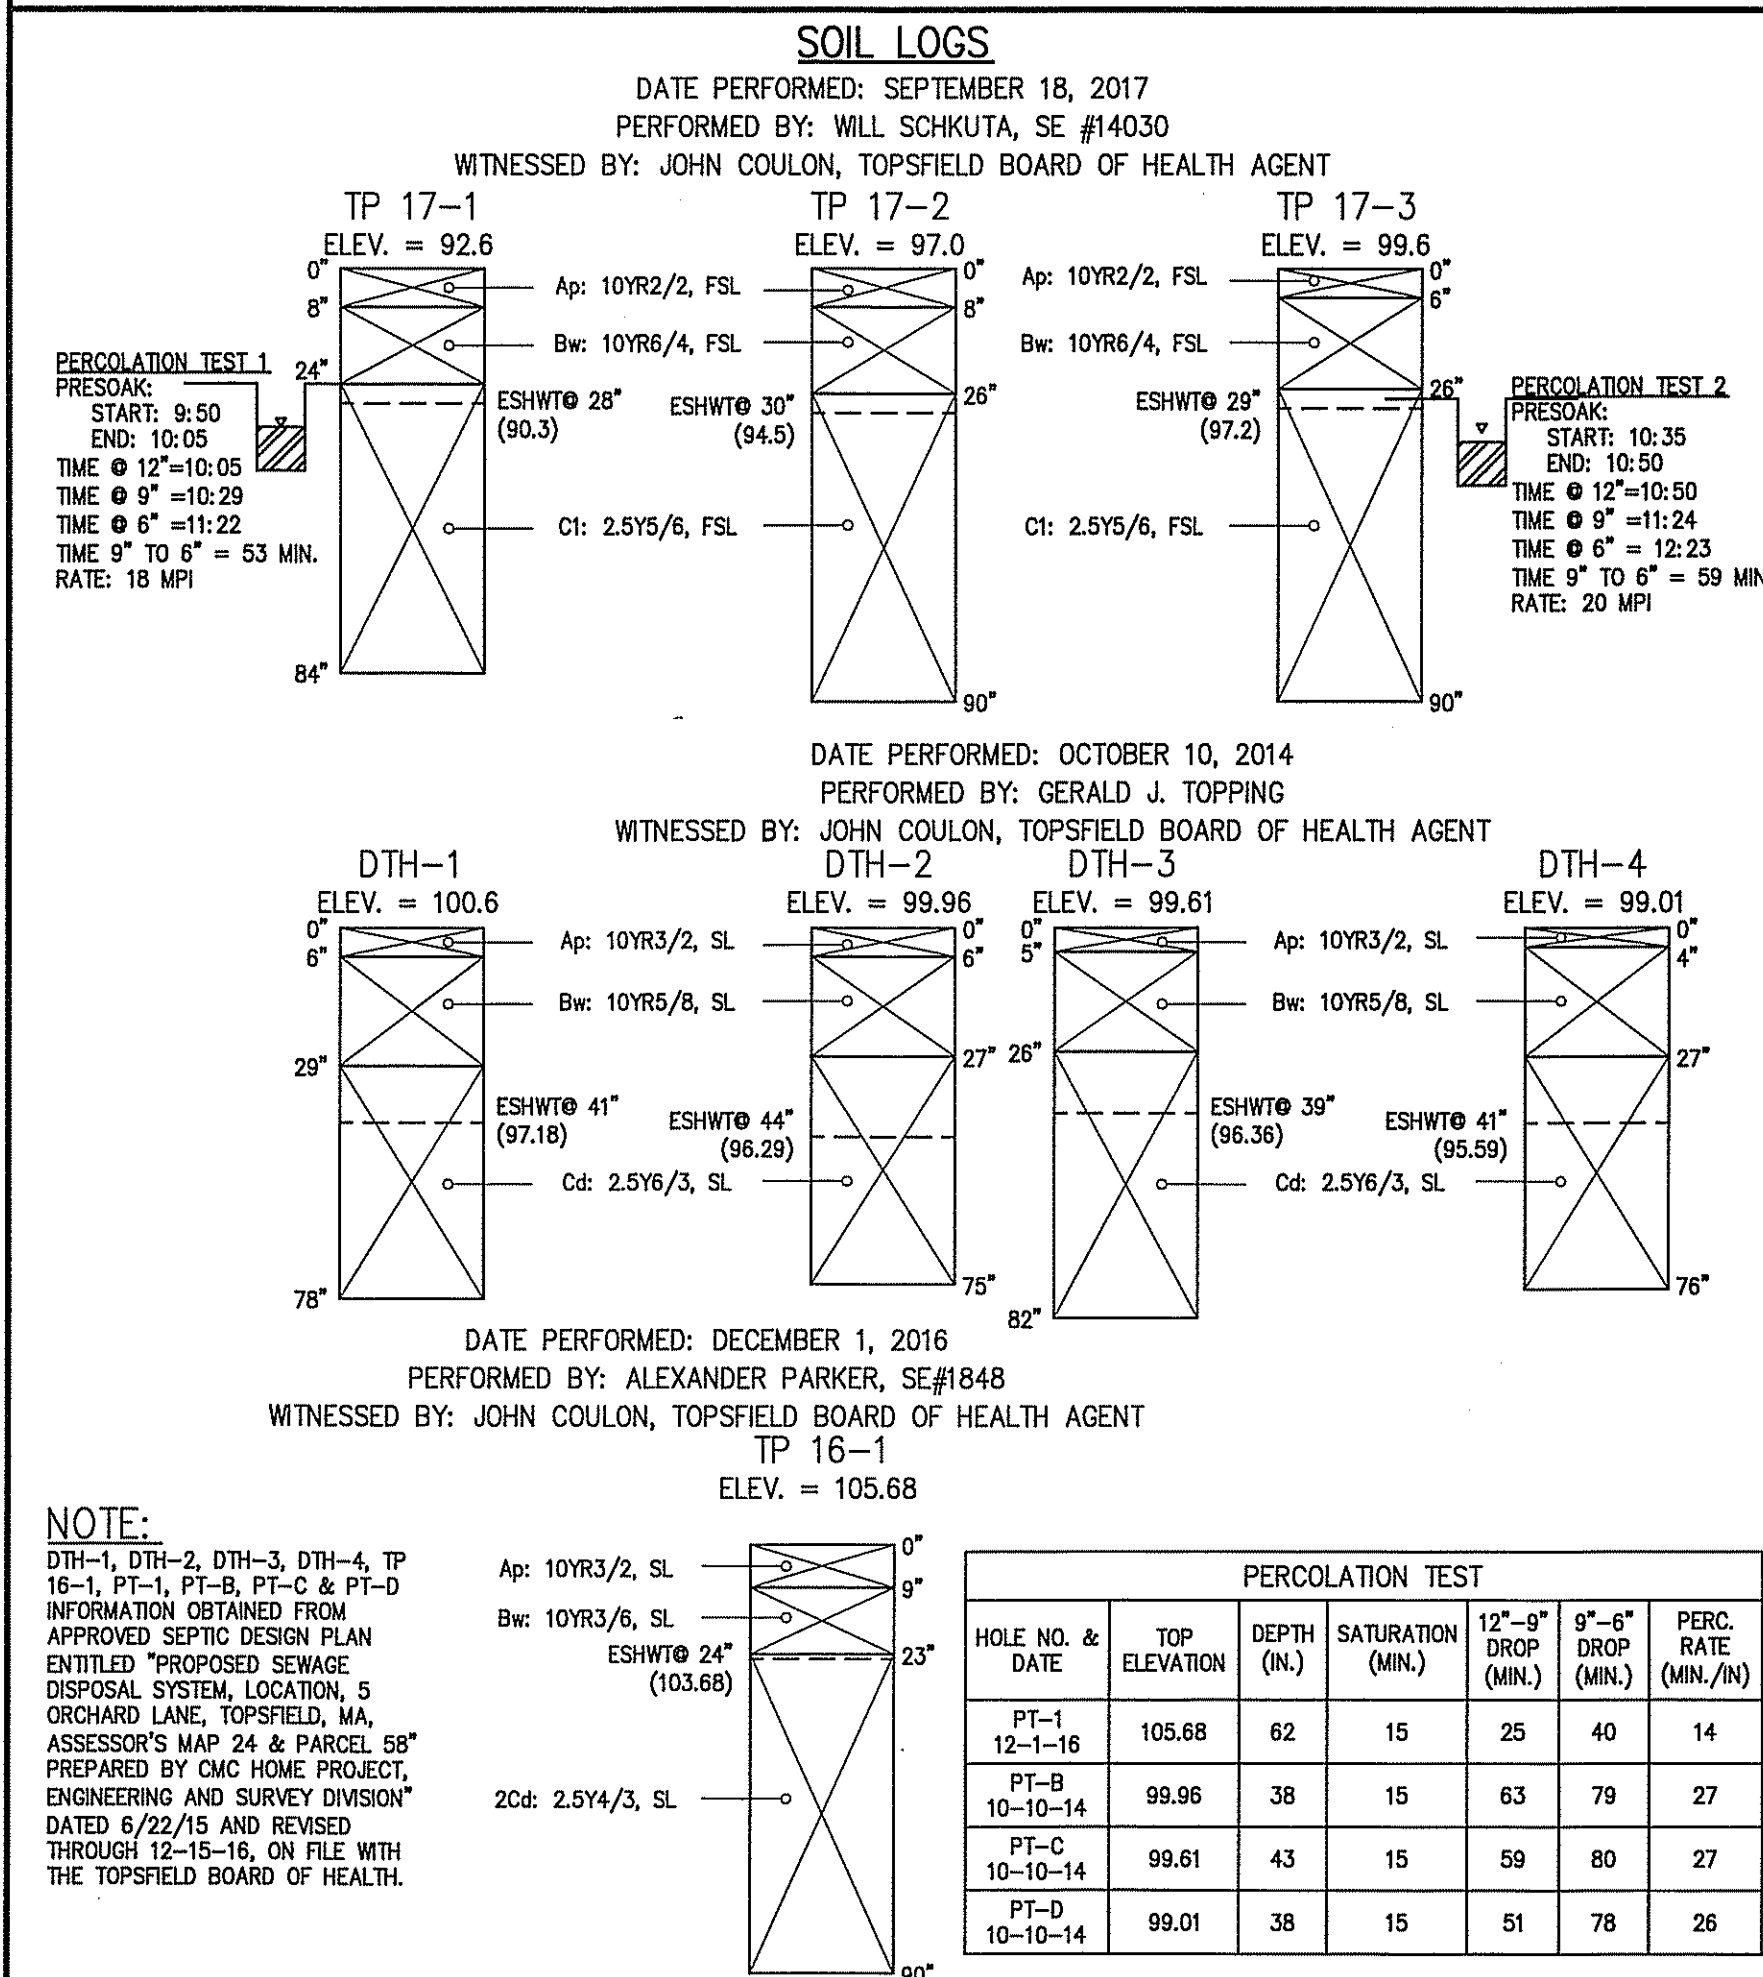 SOIL LOGS
DATE PERFORMED: SEPTEMBER 18, 2017
PERFORMED BY: WILL SCHKUTA, SE #14030
WITNESSED BY: JOHN COULON, TOPSFIELD BOARD OF HEALTH AGENT
TP 17-1
ELEV. = 92.6
0"
8"
24"
84"
ESHWT@ 28"
(90.3)
PERCOLATION TEST 1
PRESOAK:
START: 9:50
END: 10:05
TIME @ 12"=10:05
TIME @ 9" =10:29
TIME @ 6" =11:22
TIME 9" TO 6" = 53 MIN.
RATE: 18 MPI
Ap: 10YR2/2, FSL
Bw: 10YR6/4, FSL
C1: 2.5Y5/6, FSL
TP 17-2
ELEV. = 97.0
0"
8"
26"
90"
ESHWT@ 30"
(94.5)
TP 17-3
ELEV. = 99.6
0"
6"
26"
90"
Ap: 10YR2/2, FSL
Bw: 10YR6/4, FSL
ESHWT@ 29"
(97.2)
C1: 2.5Y5/6, FSL
PERCOLATION TEST 2
PRESOAK:
START: 10:35
END: 10:50
TIME @ 12"=10:50
TIME @ 9" =11:24
TIME @ 6" = 12:23
TIME 9" TO 6" = 59 MIN
RATE: 20 MPI
DATE PERFORMED: OCTOBER 10, 2014
PERFORMED BY: GERALD J. TOPPING
WITNESSED BY: JOHN COULON, TOPSFIELD BOARD OF HEALTH AGENT
DTH-1
ELEV. = 100.6
0"
6"
29"
78"
ESHWT@ 41"
(97.18)
Ap: 10YR3/2, SL
Bw: 10YR5/8, SL
Cd: 2.5Y6/3, SL
DTH-2
ELEV. = 99.96
0"
6"
27"
75"
ESHWT@ 44"
(96.29)
DTH-3
ELEV. = 99.61
0"
5"
26"
82"
ESHWT@ 39"
(96.36)
Ap: 10YR3/2, SL
Bw: 10YR5/8, SL
Cd: 2.5Y6/3, SL
DTH-4
ELEV. = 99.01
0"
4"
27"
76"
ESHWT@ 41"
(95.59)
DATE PERFORMED: DECEMBER 1, 2016
PERFORMED BY: ALEXANDER PARKER, SE#1848
WITNESSED BY: JOHN COULON, TOPSFIELD BOARD OF HEALTH AGENT
TP 16-1
ELEV. = 105.68
0"
9"
23"
90"
Ap: 10YR3/2, SL
Bw: 10YR3/6, SL
ESHWT@ 24"
(103.68)
2Cd: 2.5Y4/3, SL
NOTE:
DTH-1, DTH-2, DTH-3, DTH-4, TP
16-1, PT-1, PT-B, PT-C & PT-D
INFORMATION OBTAINED FROM
APPROVED SEPTIC DESIGN PLAN
ENTITLED "PROPOSED SEWAGE
DISPOSAL SYSTEM, LOCATION, 5
ORCHARD LANE, TOPSFIELD, MA,
ASSESSOR'S MAP 24 & PARCEL 58"
PREPARED BY CMC HOME PROJECT,
ENGINEERING AND SURVEY DIVISION"
DATED 6/22/15 AND REVISED
THROUGH 12-15-16, ON FILE WITH
THE TOPSFIELD BOARD OF HEALTH.
PERCOLATION TEST
HOLE NO. & DATE TOP ELEVATION DEPTH (IN.) SATURATION (MIN.) 12"-9" DROP (MIN.) 9"-6" DROP (MIN.) PERC. RATE (MIN./IN)
PT-1 12-1-16 105.68 62 15 25 40 14
PT-B 10-10-14 99.96 38 15 63 79 27
PT-C 10-10-14 99.61 43 15 59 80 27
PT-D 10-10-14 99.01 38 15 51 78 26